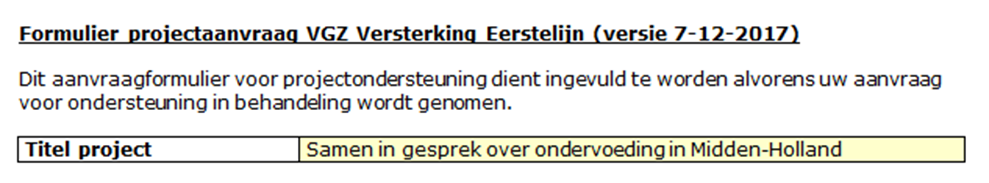 Formulier projectaanvraag VGZ Versterking Eerstelijn (versie 7-12-2017)
Dit aanvraagformulier voor projectondersteuning dient ingevuld te worden alvorens uw aanvraag
voor ondersteuning in behandeling wordt genomen.
Titel project Samen in gesprek over ondervoeding in Midden-Holland